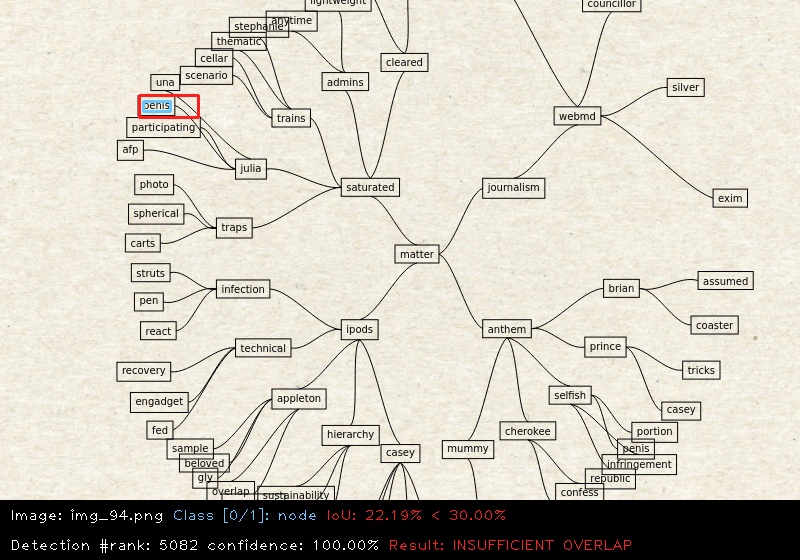 lightweight
councillor
anytime
stephanie
thematic
cellar
cleared
scenario
una
admins
silver
penis
trains
webmd
participating
afp
julia
photo
saturated
journalism
exim
spherical
traps
carts
matter
struts
infection
brian
assumed
pen
react
ipods
anthem
coaster
technical
prince
recovery
tricks
engadget
appleton
selfish
casey
fed
hierarchy
cherokee
portion
sample
casey
mummy
penis
beloved
infringement
gly
republic
overlap
sustainability
confess
Image: img_94.png Class [0/1]: node IoU: 22.19% < 30.00%
Detection #rank: 5082 confidence: 100.00% Result: INSUFFICIENT OVERLAP